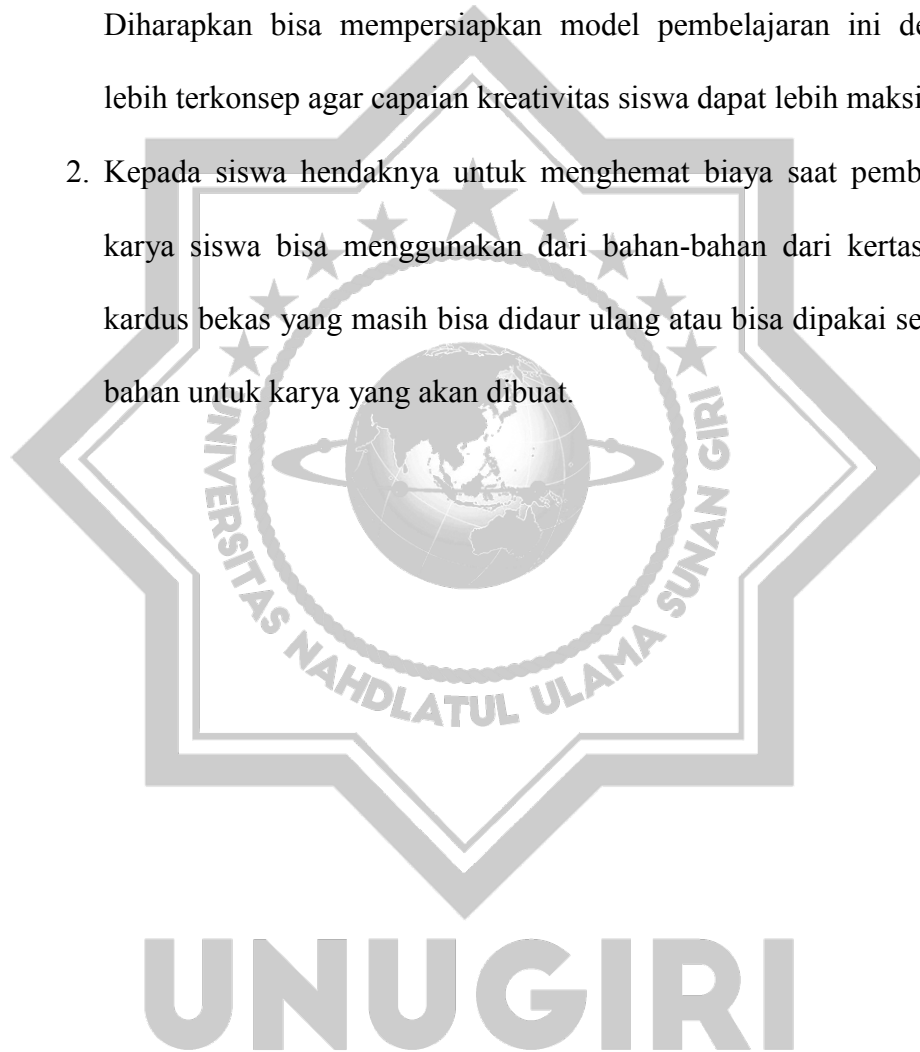 Diharapkan bisa mempersiapkan model pembelajaran ini de
lebih terkonsep agar capaian kreativitas siswa dapat lebih maksi
2. Kepada siswa hendaknya untuk menghemat biaya saat pemb
karya siswa bisa menggunakan dari bahan-bahan dari kertas
kardus bekas yang masih bisa didaur ulang atau bisa dipakai se
bahan untuk karya yang akan dibuat.
UNIVERSITAS NAHDLATUL ULAMA SUNAN GIRI
UNUGIRI